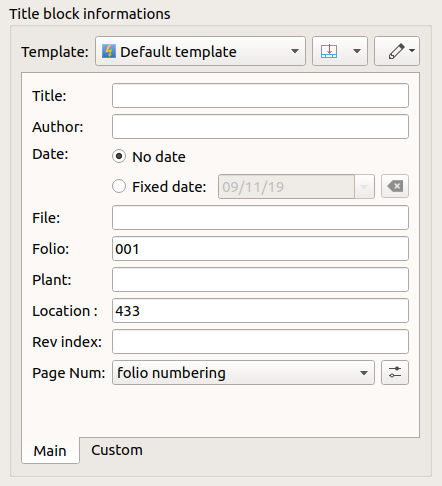 Title block informations
Template: Default template
Title:
Author:
Date: No date
Fixed date: 09/11/19
File:
Folio: 001
Plant:
Location : 433
Rev index:
Page Num: folio numbering
Main Custom